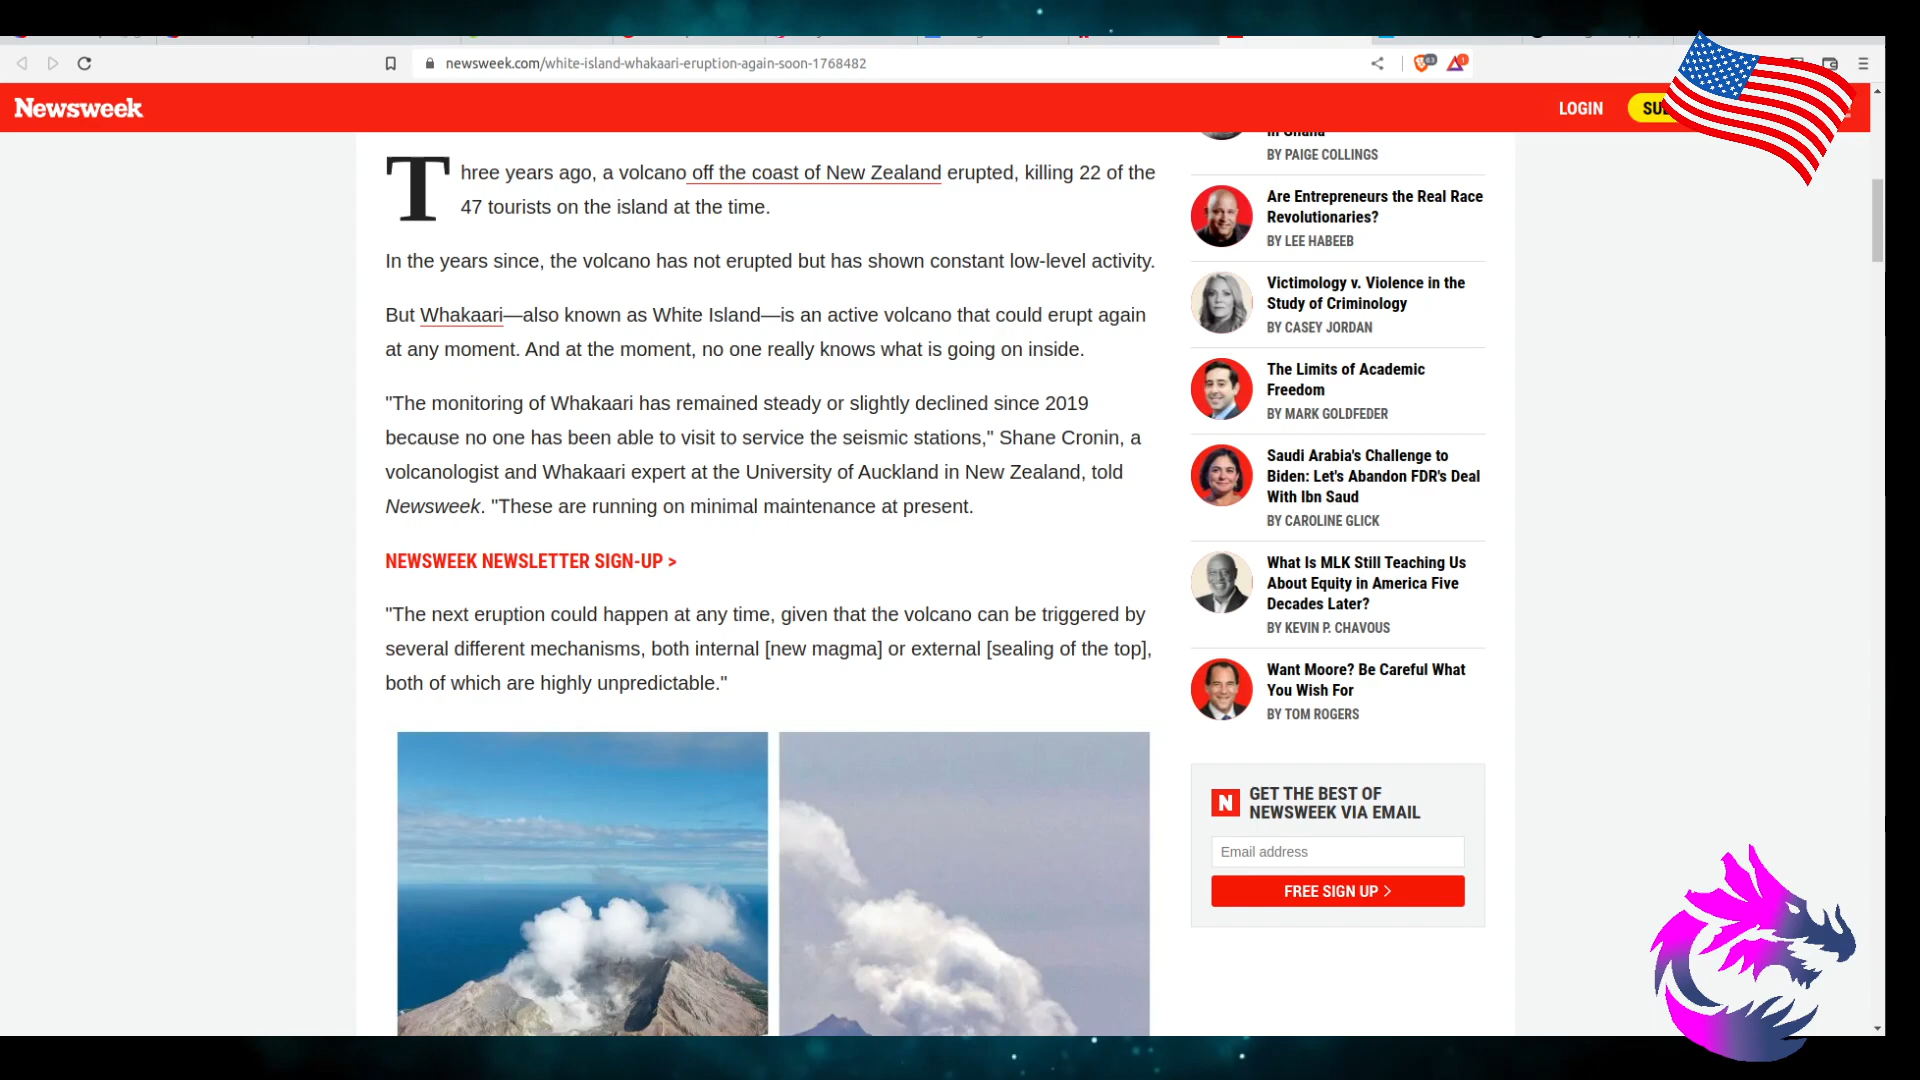 newsweek.com/white-island-whakaari-eruption-again-soon-1768482
Newsweek
LOGIN
Three years ago, a volcano off the coast of New Zealand erupted, killing 22 of the
47 tourists on the island at the time.
In the years since, the volcano has not erupted but has shown constant low-level activity.
But Whakaari—also known as White Island—is an active volcano that could erupt again
at any moment. And at the moment, no one really knows what is going on inside.
"The monitoring of Whakaari has remained steady or slightly declined since 2019
because no one has been able to visit to service the seismic stations," Shane Cronin, a
volcanologist and Whakaari expert at the University of Auckland in New Zealand, told
Newsweek. "These are running on minimal maintenance at present.
NEWSWEEK NEWSLETTER SIGN-UP >
"The next eruption could happen at any time, given that the volcano can be triggered by
several different mechanisms, both internal [new magma] or external [sealing of the top],
both of which are highly unpredictable."
BY PAIGE COLLINGS
Are Entrepreneurs the Real Race
Revolutionaries?
BY LEE HABEEB
Victimology v. Violence in the
Study of Criminology
BY CASEY JORDAN
The Limits of Academic
Freedom
BY MARK GOLDFEDER
Saudi Arabia's Challenge to
Biden: Let's Abandon FDR's Deal
With Ibn Saud
BY CAROLINE GLICK
What Is MLK Still Teaching Us
About Equity in America Five
Decades Later?
BY KEVIN P. CHAVOUS
Want Moore? Be Careful What
You Wish For
BY TOM ROGERS
N
GET THE BEST OF
NEWSWEEK VIA EMAIL
Email address
FREE SIGN UP >